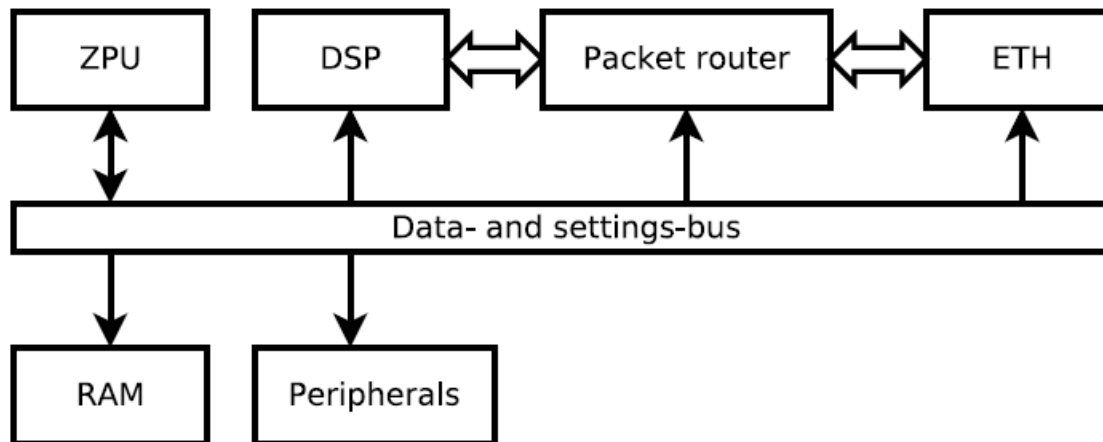 ZPU
DSP
Packet router
ETH
Data- and settings-bus
RAM
Peripherals